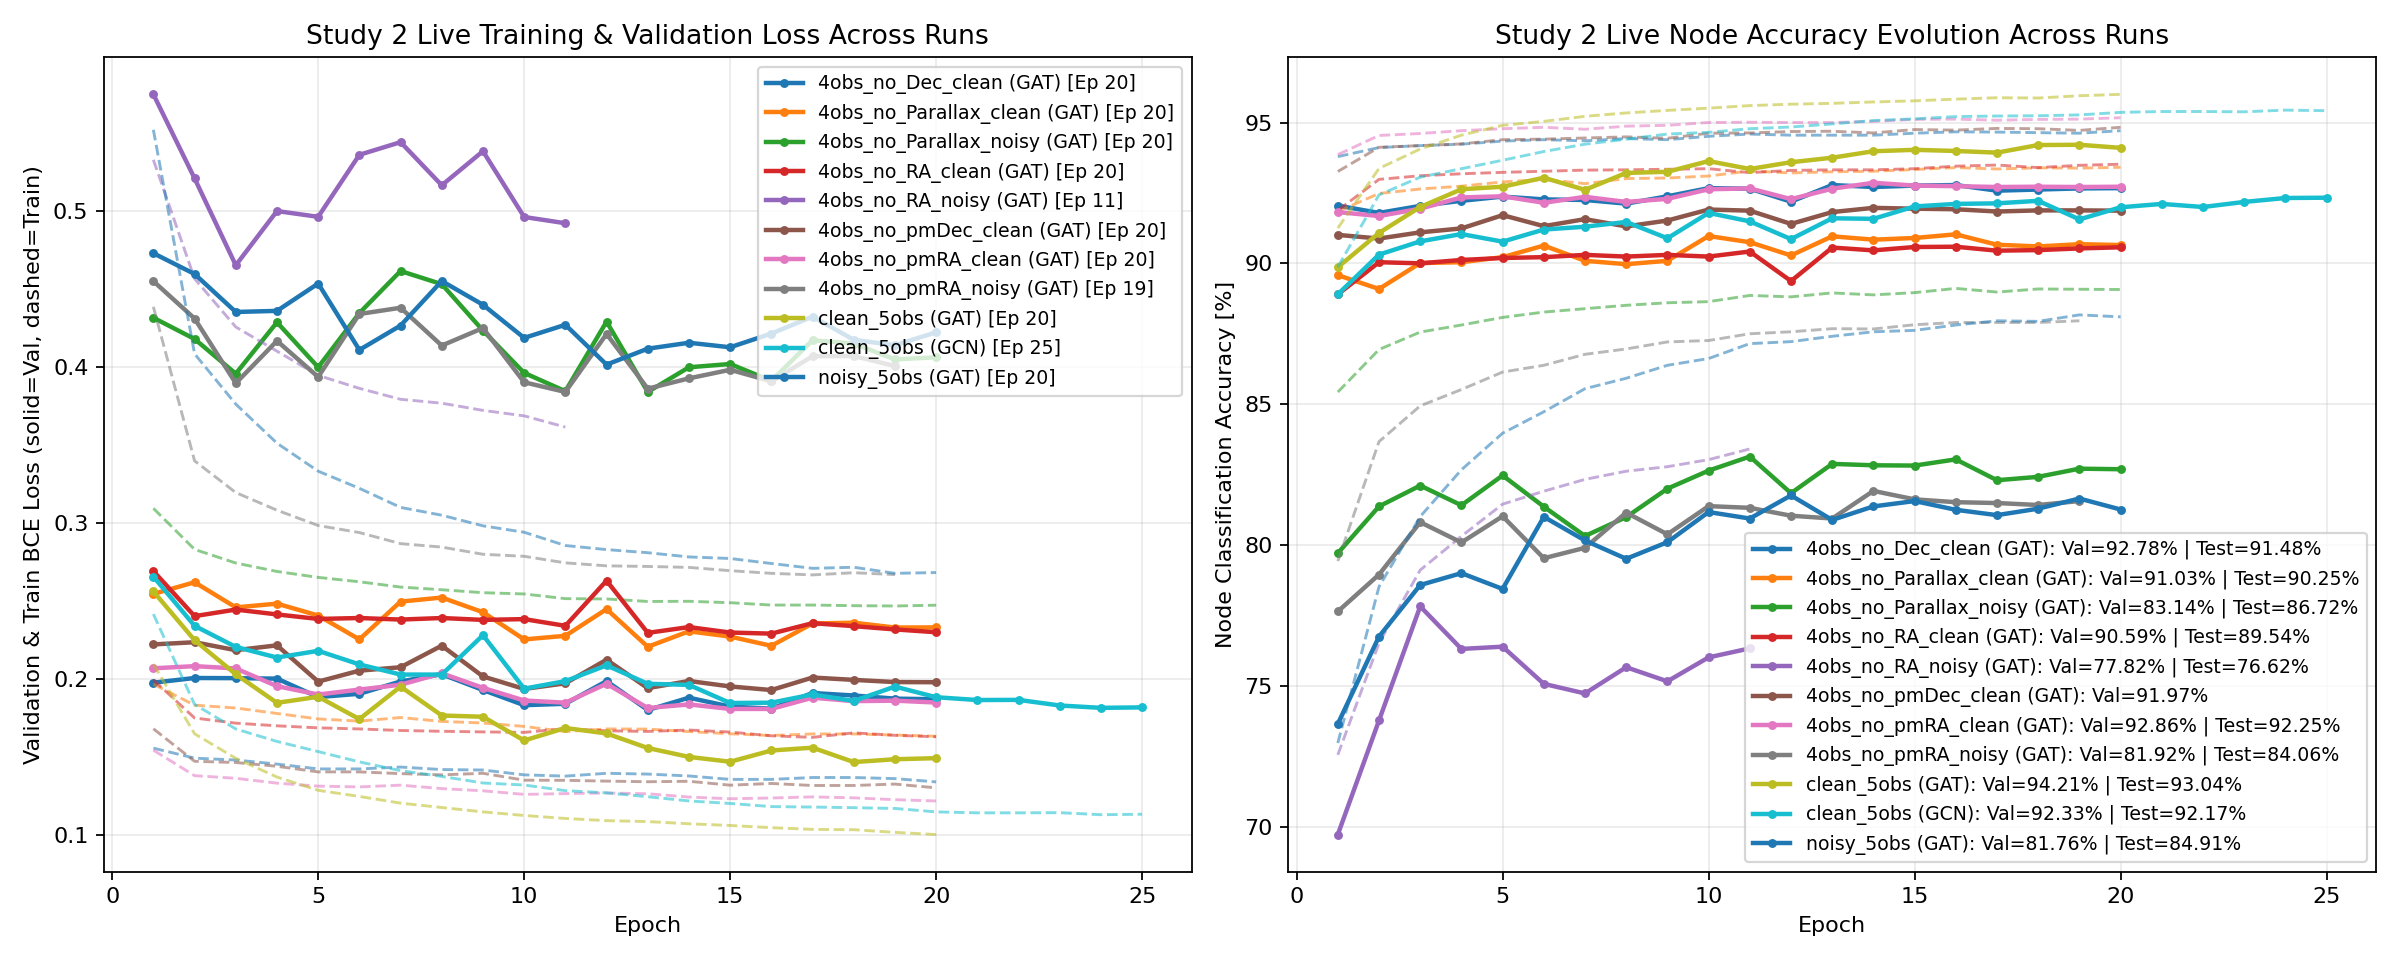 Study 2 Live Training & Validation Loss Across Runs
Validation & Train BCE Loss (solid=Val, dashed=Train)
0.5
0.4
0.3
0.2
0.1
4obs_no_Dec_clean (GAT) [Ep 20]
4obs_no_Parallax_clean (GAT) [Ep 20]
4obs_no_Parallax_noisy (GAT) [Ep 20]
4obs_no_RA_clean (GAT) [Ep 20]
4obs_no_RA_noisy (GAT) [Ep 11]
4obs_no_pmDec_clean (GAT) [Ep 20]
4obs_no_pmRA_clean (GAT) [Ep 20]
4obs_no_pmRA_noisy (GAT) [Ep 19]
clean_5obs (GAT) [Ep 20]
clean_5obs (GCN) [Ep 25]
noisy_5obs (GAT) [Ep 20]
0 5 10 15 20 25
Epoch
Study 2 Live Node Accuracy Evolution Across Runs
Node Classification Accuracy [%]
95
90
85
80
75
70
4obs_no_Dec_clean (GAT): Val=92.78% | Test=91.48%
4obs_no_Parallax_clean (GAT): Val=91.03% | Test=90.25%
4obs_no_Parallax_noisy (GAT): Val=83.14% | Test=86.72%
4obs_no_RA_clean (GAT): Val=90.59% | Test=89.54%
4obs_no_RA_noisy (GAT): Val=77.82% | Test=76.62%
4obs_no_pmDec_clean (GAT): Val=91.97%
4obs_no_pmRA_clean (GAT): Val=92.86% | Test=92.25%
4obs_no_pmRA_noisy (GAT): Val=81.92% | Test=84.06%
clean_5obs (GAT): Val=94.21% | Test=93.04%
clean_5obs (GCN): Val=92.33% | Test=92.17%
noisy_5obs (GAT): Val=81.76% | Test=84.91%
0 5 10 15 20 25
Epoch